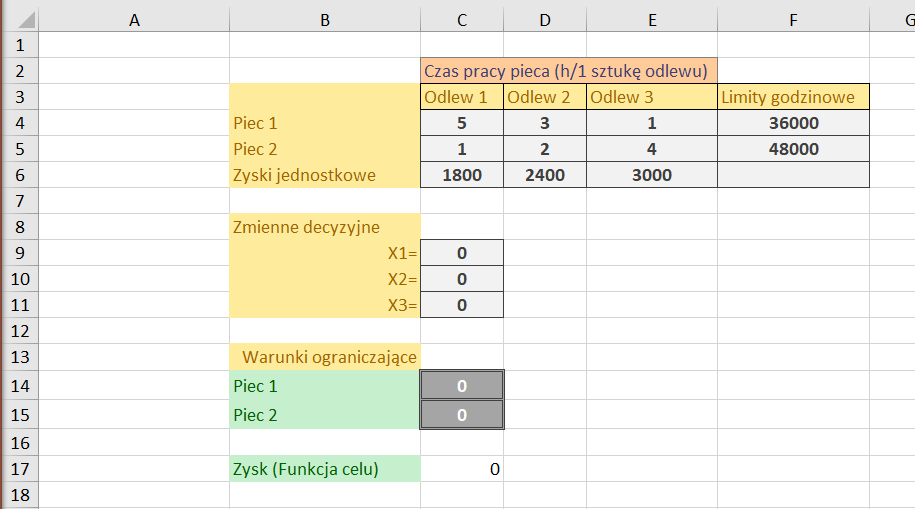 A B C D E F G
1
2 Czas pracy pieca (h/1 sztukę odlewu)
3 Odlew 1 Odlew 2 Odlew 3 Limity godzinowe
4 Piec 1 5 3 1 36000
5 Piec 2 1 2 4 48000
6 Zyski jednostkowe 1800 2400 3000
7
8 Zmienne decyzyjne
9 X1= 0
10 X2= 0
11 X3= 0
12
13 Warunki ograniczające
14 Piec 1 0
15 Piec 2 0
16
17 Zysk (Funkcja celu) 0
18